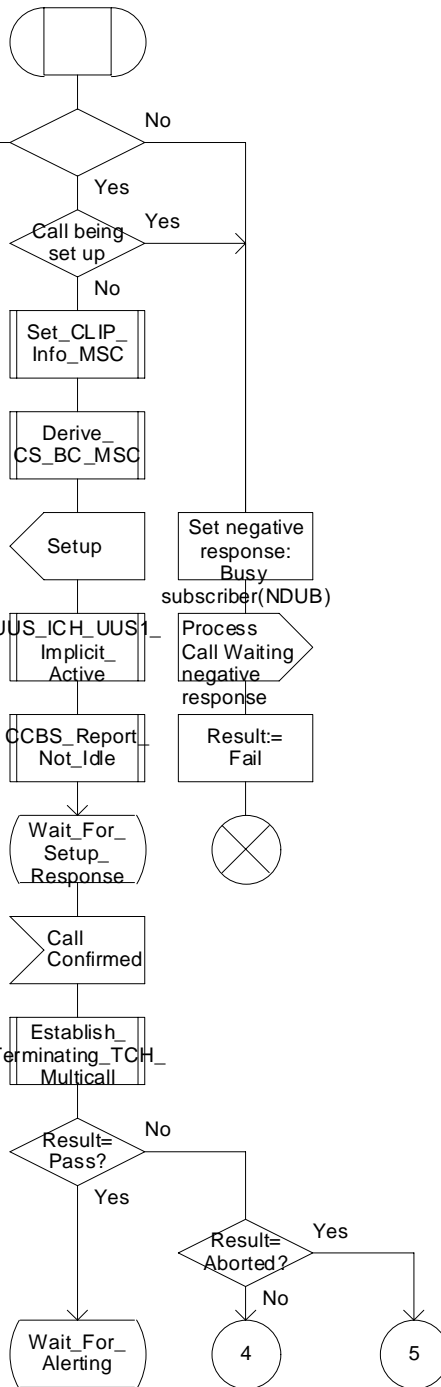 No
Yes
Call being
set up
Yes
No
Set_CLIP_
Info_MSC
Derive_
CS_BC_MSC
Setup
Set negative
response:
Busy
subscriber(NDUB)
UUS_ICH_UUS1_
Implicit_
Active
Process
Call Waiting
negative
response
CCBS_Report_
Not_Idle
Result:=
Fail
Wait_For_
Setup_
Response
Call
Confirmed
Establish_
Terminating_TCH_
Multicall
Result=
Pass?
No
Yes
Result=
Aborted?
Yes
No
Wait_For_
Alerting
4
5